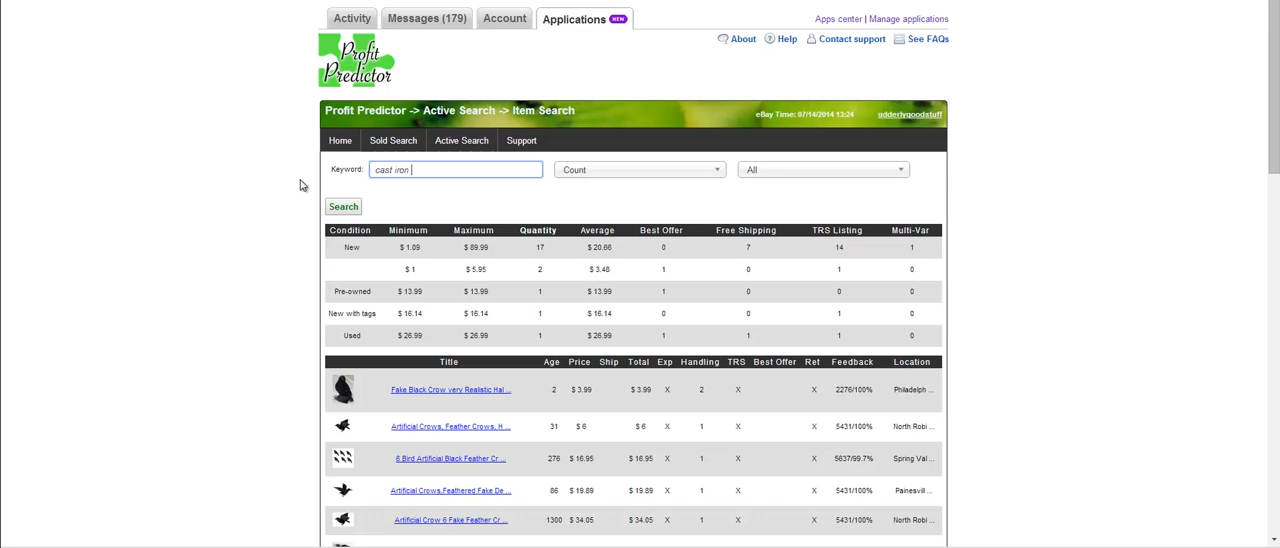 Activity Messages (179) Account Applications NEW Apps center | Manage applications
About Help Contact support See FAQs
Profit
Predictor
Profit Predictor -> Active Search -> Item Search eBay Time: 07/14/2014 13:24 udderlygoodstuff
Home Sold Search Active Search Support
Keyword: cast iron Count All
Search
Condition Minimum Maximum Quantity Average Best Offer Free Shipping TRS Listing Multi-Var
New $ 1.09 $ 89.99 17 $ 20.66 0 7 14 1
$ 1 $ 5.95 2 $ 3.48 1 0 1 0
Pre-owned $ 13.99 $ 13.99 1 $ 13.99 1 0 0 0
New with tags $ 16.14 $ 16.14 1 $ 16.14 0 0 1 0
Used $ 26.99 $ 26.99 1 $ 26.99 1 1 1 0
Title Age Price Ship Total Exp Handling TRS Best Offer Ret Feedback Location
Fake Black Crow very Realistic Hal ... 2 $ 3.99 $ 3.99 X 2 X X 2276/100% Philadelph ...
Artificial Crows, Feather Crows, H ... 31 $ 6 $ 6 X 1 X X 5431/100% North Robi ...
6 Bird Artificial Black Feather Cr ... 276 $ 16.95 $ 16.95 X 1 X X 5637/99.7% Spring Val ...
Artificial Crows,Feathered Fake De ... 86 $ 19.89 $ 19.89 X 1 X X 5431/100% Painesvill ...
Artificial Crow 6 Fake Feather Cr ... 1300 $ 34.05 $ 34.05 X 1 X X 5431/100% North Robi ...